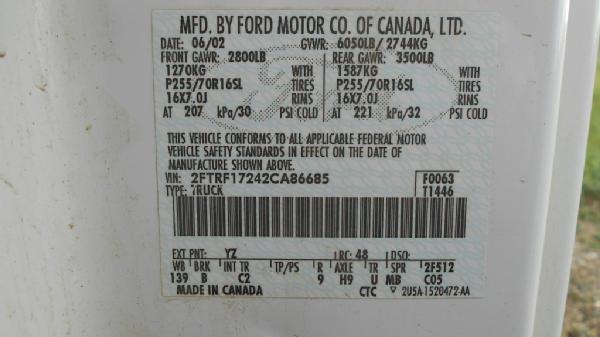 MFD. BY FORD MOTOR CO. OF CANADA, LTD.
DATE: 06/02 GVWR: 6050LB/ 2744KG
FRONT GAWR: 2800LB REAR GAWR: 3500LB
1270KG WITH 1587KG WITH
P255/70R16SL TIRES P255/70R16SL TIRES
16X7.0J RIMS 16X7.0J RIMS
AT 207 kPa/30 PSI COLD AT 221 kPa/32 PSI COLD
THIS VEHICLE CONFORMS TO ALL APPLICABLE FEDERAL MOTOR
VEHICLE SAFETY STANDARDS IN EFFECT ON THE DATE OF
MANUFACTURE SHOWN ABOVE.
VIN: 2FTRF17242CA86685 F0063
TYPE: TRUCK T1446
EXT PNT: YZ RC: 48 DSO:
WB BRK INT TR TP/PS R AXLE TR SPR 2F512
139 B C2 9 H9 U MB C05
MADE IN CANADA CTC 2U5A-1520472-AA